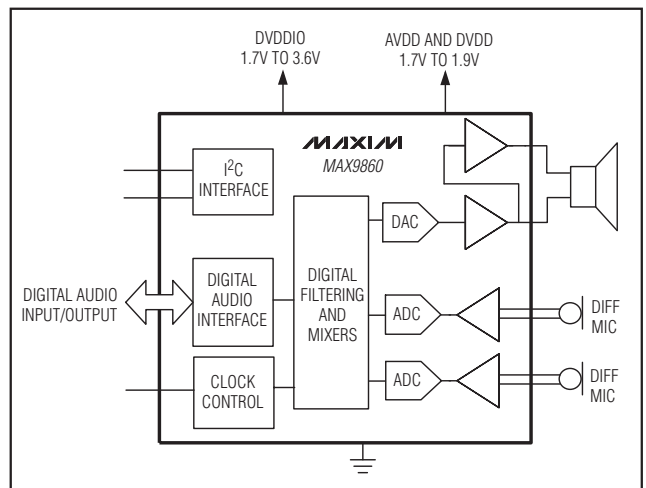 DVDDIO
1.7V TO 3.6V
AVDD AND DVDD
1.7V TO 1.9V
MAXIM
MAX9860
I²C
INTERFACE
DAC
DIGITAL AUDIO
INPUT/OUTPUT
DIGITAL
AUDIO
INTERFACE
DIGITAL
FILTERING
AND
MIXERS
ADC
DIFF
MIC
CLOCK
CONTROL
ADC
DIFF
MIC